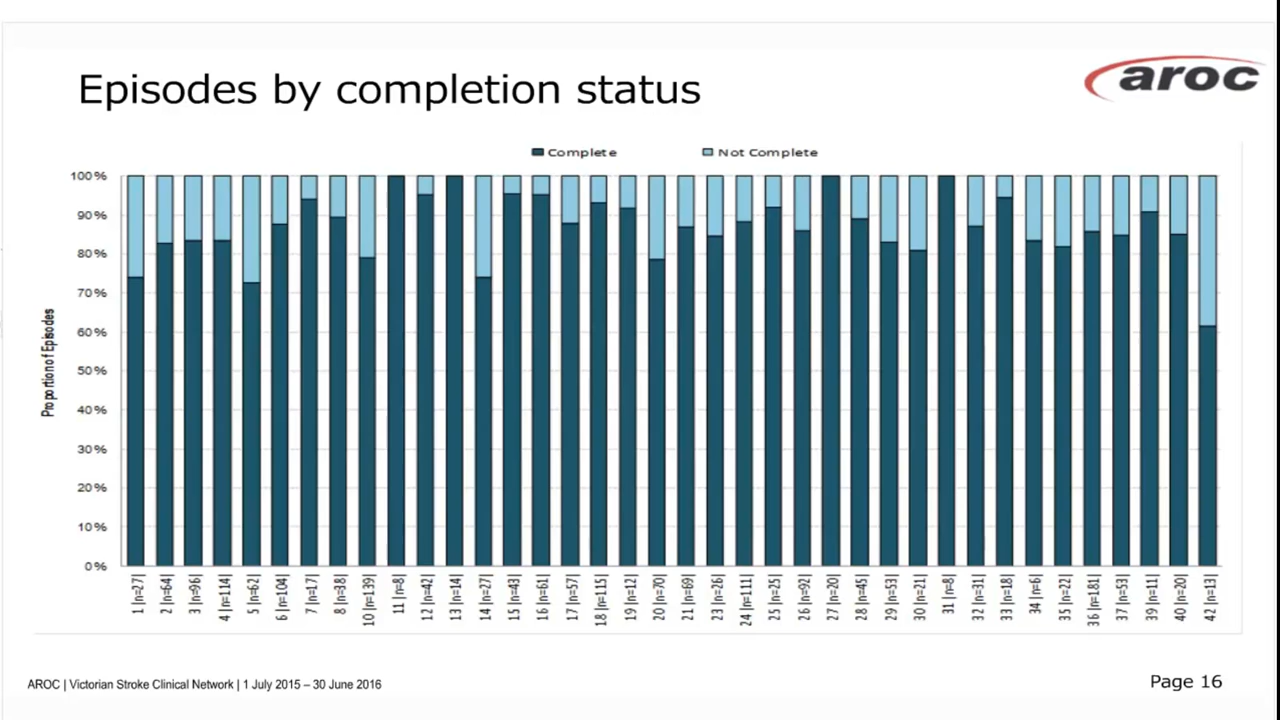 Episodes by completion status
aroc
Complete Not Complete
100%
90%
80%
70%
60%
50%
40%
30%
20%
10%
0%
Proportion of Episodes
1 |n=27|
2 |n=64|
3 |n=96|
4 |n=114|
5 |n=62|
6 |n=104|
7 |n=17|
8 |n=38|
10 |n=139|
11 |n=8|
12 |n=42|
13 |n=14|
14 |n=27|
15 |n=43|
16 |n=61|
17 |n=57|
18 |n=115|
19 |n=12|
20 |n=70|
21 |n=69|
23 |n=26|
24 |n=111|
25 |n=25|
26 |n=92|
27 |n=20|
28 |n=45|
29 |n=53|
30 |n=21|
31 |n=8|
32 |n=31|
33 |n=18|
34 |n=6|
35 |n=22|
36 |n=181|
37 |n=53|
39 |n=11|
40 |n=20|
42 |n=13|
AROC | Victorian Stroke Clinical Network | 1 July 2015 – 30 June 2016
Page 16